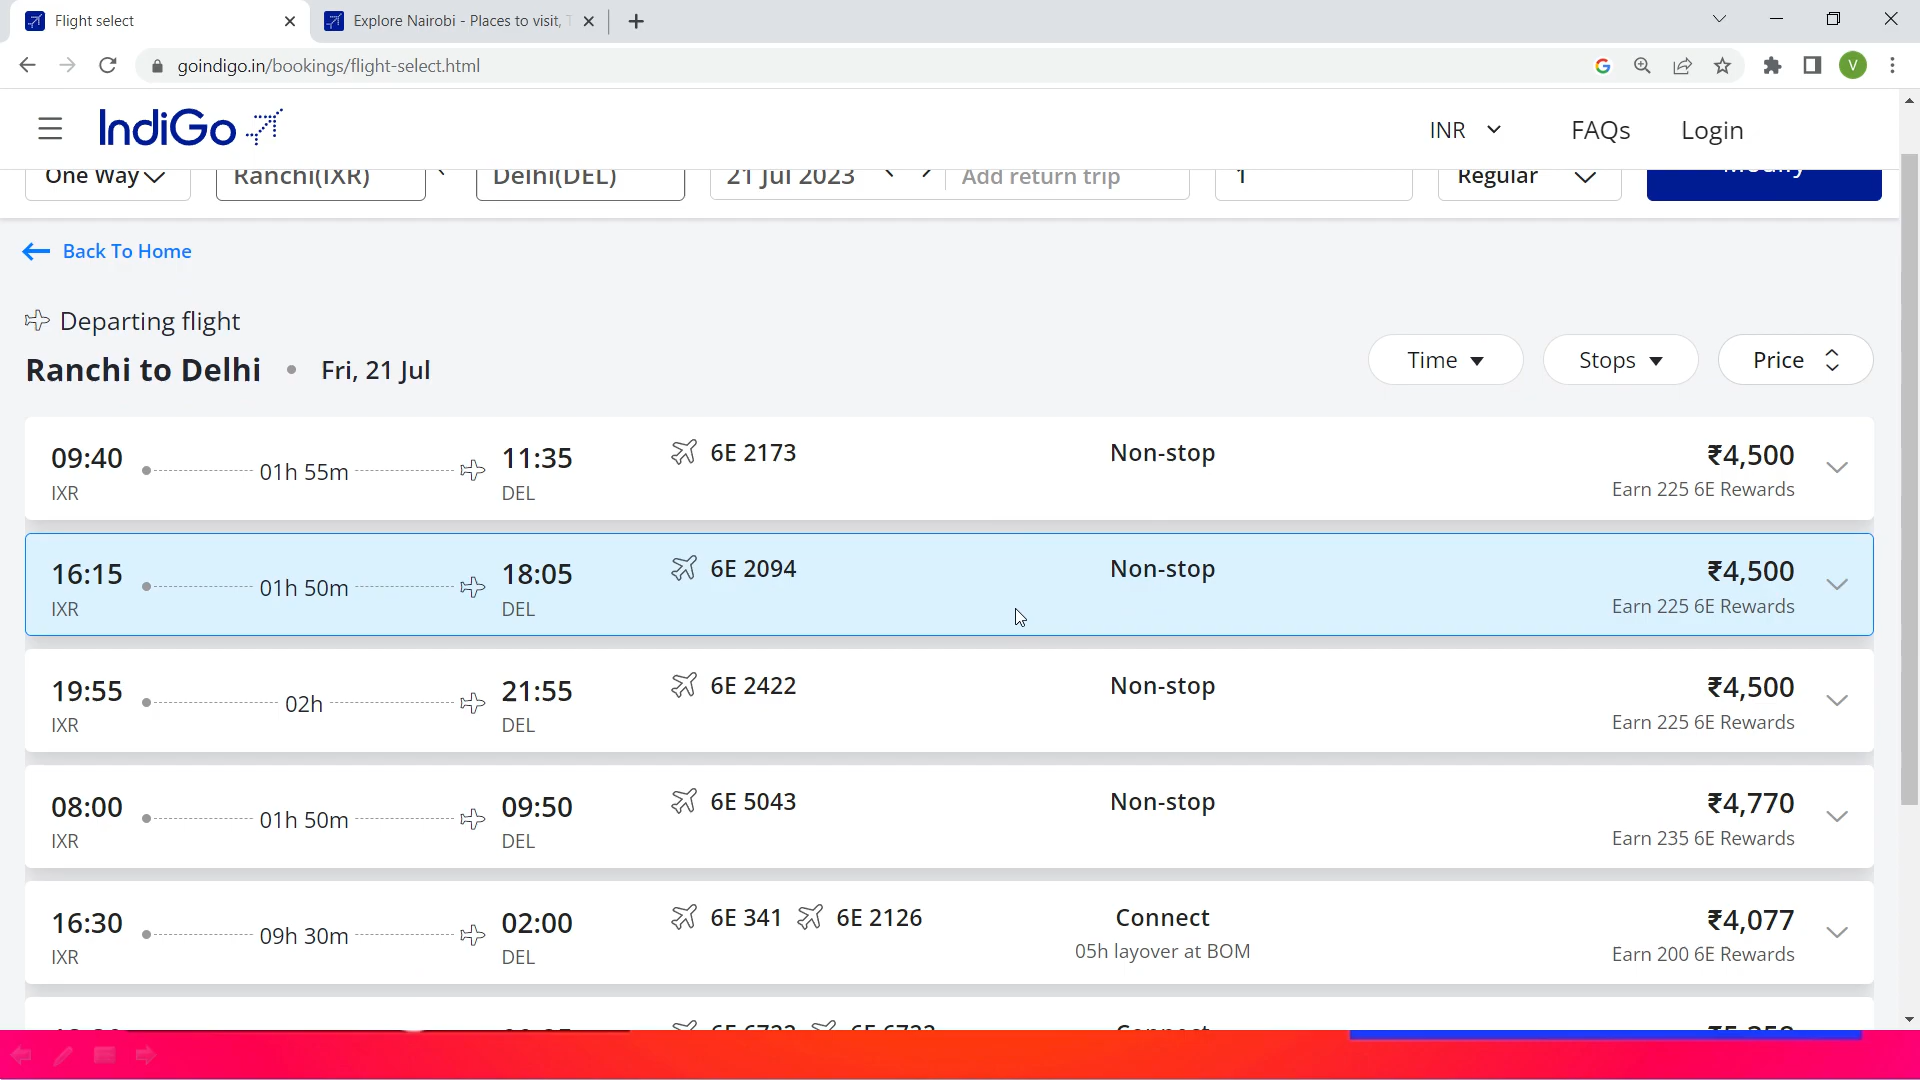 Flight select
Explore Nairobi - Places to visit,
goindigo.in/bookings/flight-select.html
V
IndiGo
INR
FAQs
Login
One Way
Ranchi(IXR)
Delhi(DEL)
21 Jul 2023
Add return trip
1
Regular
Modify
Back To Home
Departing flight
Ranchi to Delhi • Fri, 21 Jul
Time
Stops
Price
09:40 01h 55m 11:35 6E 2173 Non-stop ₹4,500
IXR DEL Earn 225 6E Rewards
16:15 01h 50m 18:05 6E 2094 Non-stop ₹4,500
IXR DEL Earn 225 6E Rewards
19:55 02h 21:55 6E 2422 Non-stop ₹4,500
IXR DEL Earn 225 6E Rewards
08:00 01h 50m 09:50 6E 5043 Non-stop ₹4,770
IXR DEL Earn 235 6E Rewards
16:30 09h 30m 02:00 6E 341 6E 2126 Connect ₹4,077
IXR DEL 05h layover at BOM Earn 200 6E Rewards
Connect